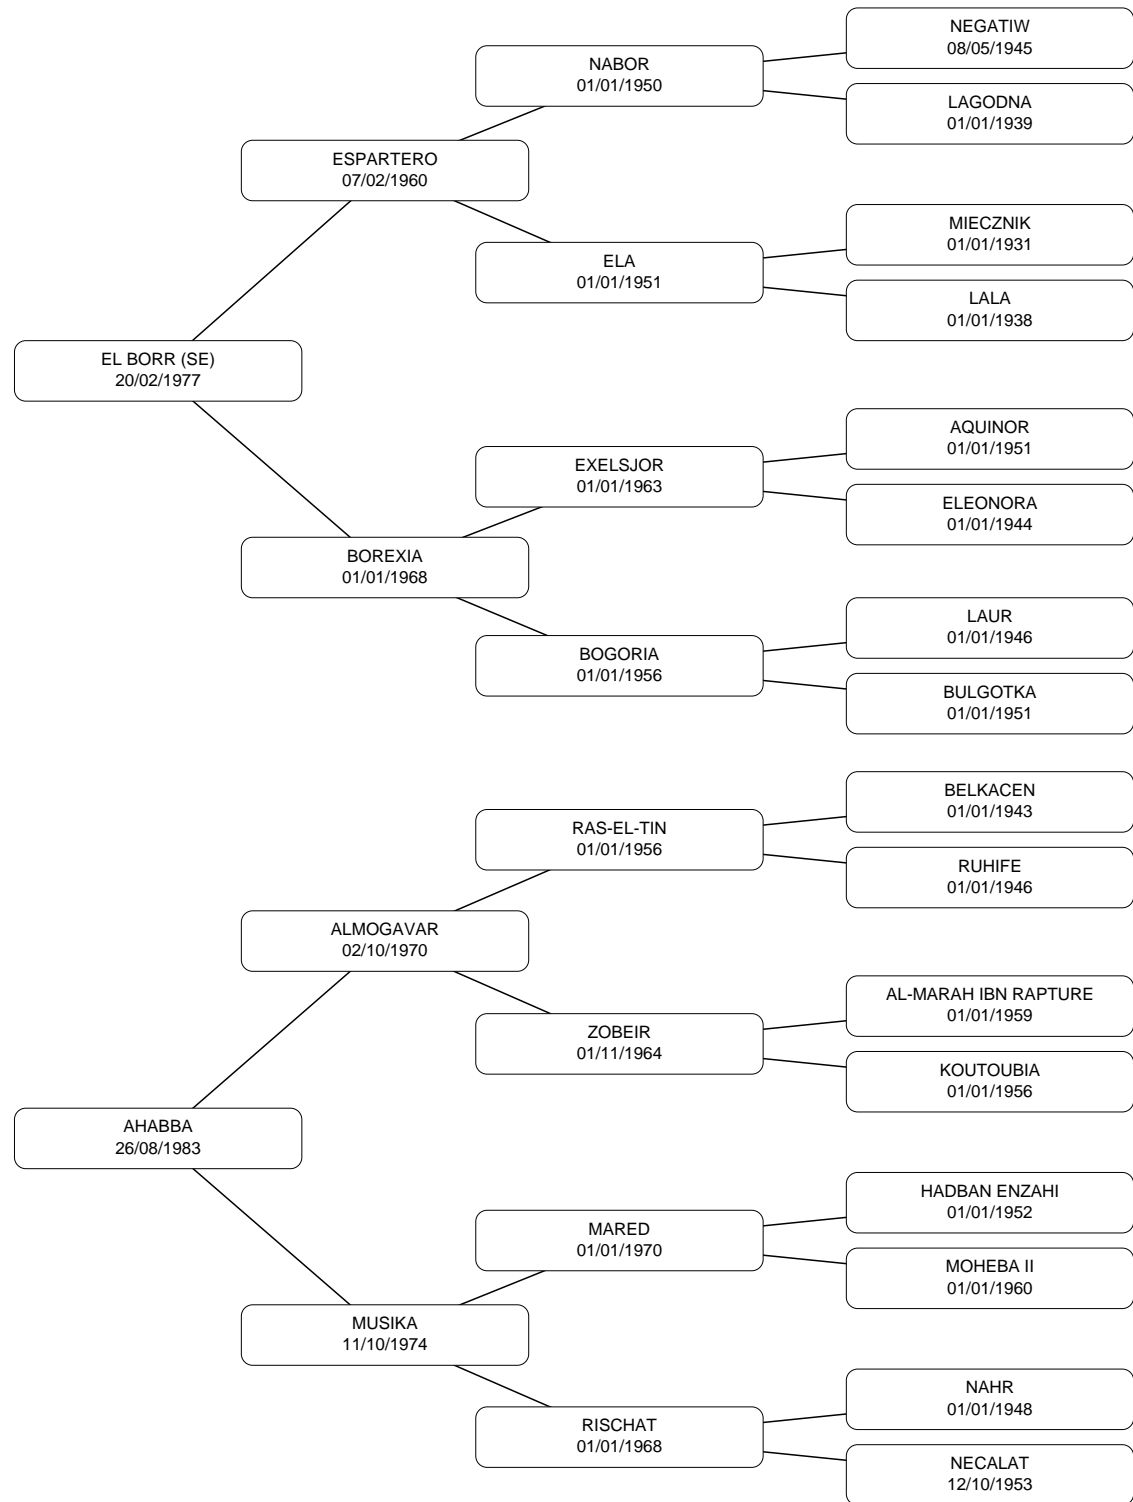 NEGATIW
08/05/1945
NABOR
01/01/1950
LAGODNA
01/01/1939
ESPARTERO
07/02/1960
MIECZNIK
01/01/1931
ELA
01/01/1951
LALA
01/01/1938
EL BORR (SE)
20/02/1977
AQUINOR
01/01/1951
EXELSJOR
01/01/1963
ELEONORA
01/01/1944
BOREXIA
01/01/1968
LAUR
01/01/1946
BOGORIA
01/01/1956
BULGOTKA
01/01/1951
BELKACEN
01/01/1943
RAS-EL-TIN
01/01/1956
RUHIFE
01/01/1946
ALMOGAVAR
02/10/1970
AL-MARAH IBN RAPTURE
01/01/1959
ZOBEIR
01/11/1964
KOUTOUBIA
01/01/1956
AHABBA
26/08/1983
HADBAN ENZAHI
01/01/1952
MARED
01/01/1970
MOHEBA II
01/01/1960
MUSIKA
11/10/1974
NAHR
01/01/1948
RISCHAT
01/01/1968
NECALAT
12/10/1953